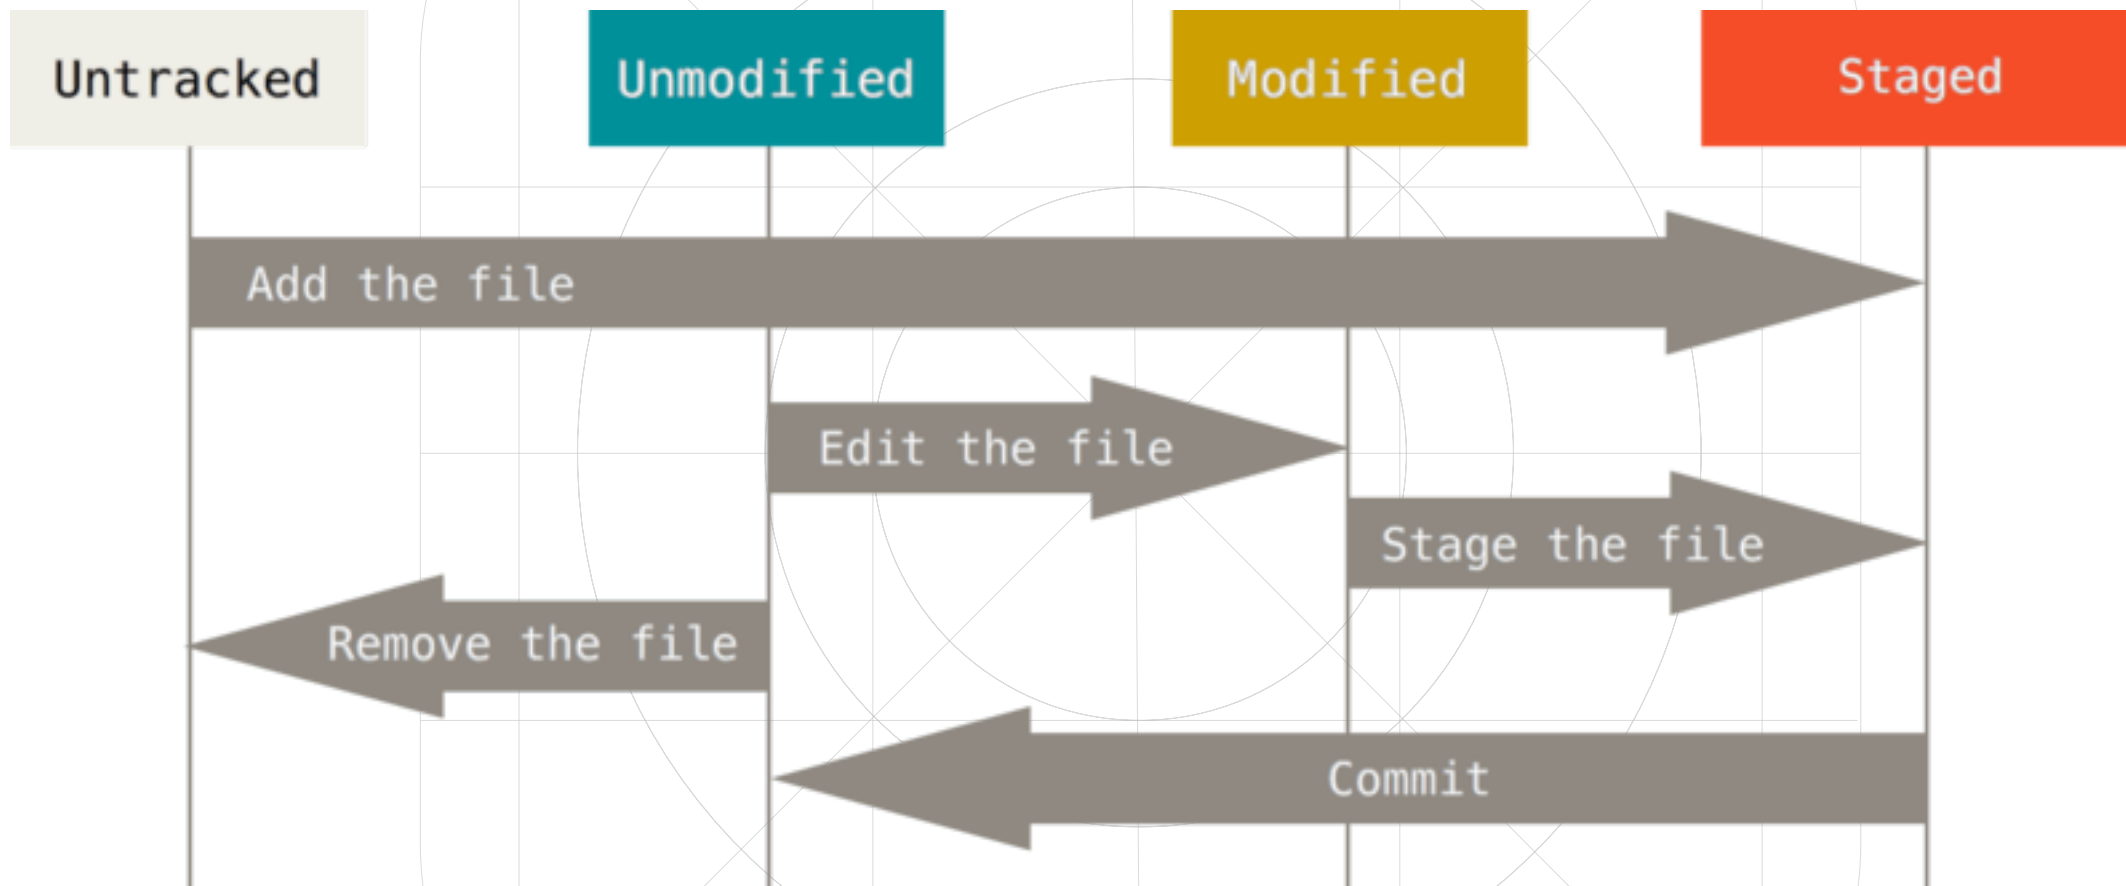 Untracked
Unmodified
Modified
Staged
Add the file
Edit the file
Stage the file
Remove the file
Commit